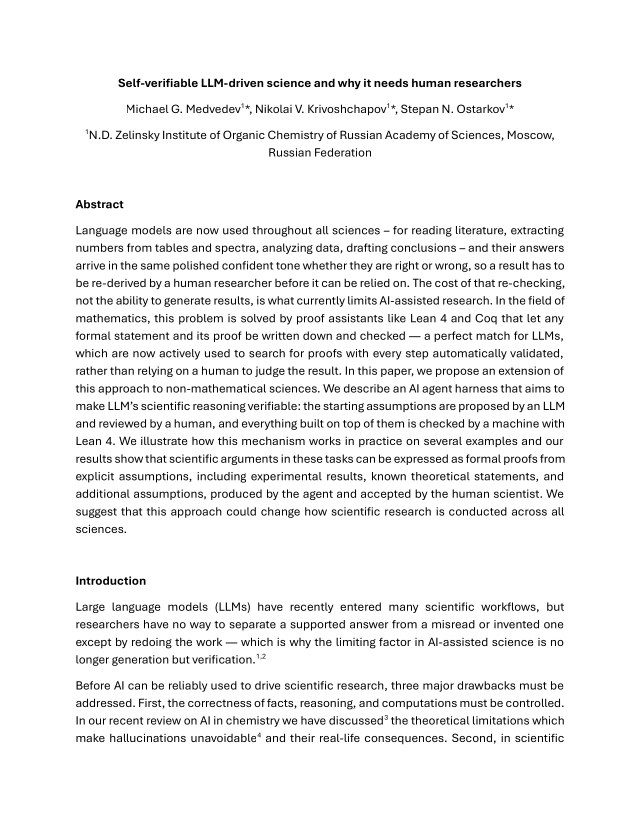 Self-verifiable LLM-driven science and why it needs human researchers
Michael G. Medvedev1*, Nikolai V. Krivoshchapov1*, Stepan N. Ostarkov1*
1N.D. Zelinsky Institute of Organic Chemistry of Russian Academy of Sciences, Moscow,
Russian Federation
Abstract
Language models are now used throughout all sciences – for reading literature, extracting
numbers from tables and spectra, analyzing data, drafting conclusions – and their answers
arrive in the same polished confident tone whether they are right or wrong, so a result has to
be re-derived by a human researcher before it can be relied on. The cost of that re-checking,
not the ability to generate results, is what currently limits AI-assisted research. In the field of
mathematics, this problem is solved by proof assistants like Lean 4 and Coq that let any
formal statement and its proof be written down and checked — a perfect match for LLMs,
which are now actively used to search for proofs with every step automatically validated,
rather than relying on a human to judge the result. In this paper, we propose an extension of
this approach to non-mathematical sciences. We describe an AI agent harness that aims to
make LLM's scientific reasoning verifiable: the starting assumptions are proposed by an LLM
and reviewed by a human, and everything built on top of them is checked by a machine with
Lean 4. We illustrate how this mechanism works in practice on several examples and our
results show that scientific arguments in these tasks can be expressed as formal proofs from
explicit assumptions, including experimental results, known theoretical statements, and
additional assumptions, produced by the agent and accepted by the human scientist. We
suggest that this approach could change how scientific research is conducted across all
sciences.
Introduction
Large language models (LLMs) have recently entered many scientific workflows, but
researchers have no way to separate a supported answer from a misread or invented one
except by redoing the work — which is why the limiting factor in AI-assisted science is no
longer generation but verification.1,2
Before AI can be reliably used to drive scientific research, three major drawbacks must be
addressed. First, the correctness of facts, reasoning, and computations must be controlled.
In our recent review on AI in chemistry we have discussed3 the theoretical limitations which
make hallucinations unavoidable4 and their real-life consequences. Second, in scientific